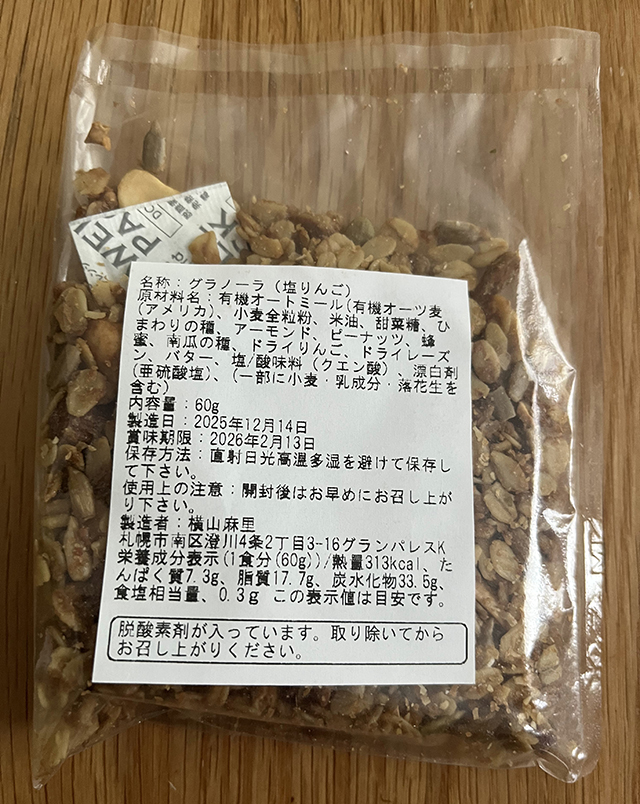 名称：グラノーラ（塩りんご）
原材料名：有機オートミール(有機オーツ麦
(アメリカ)、小麦全粒粉、米油、甜菜糖、ひ
まわりの種、アーモンド、ピーナッツ、蜂
蜜、南瓜の種、ドライりんご、ドライレーズ
ン、バター、塩/酸味料（クエン酸）、漂白剤
(亜硫酸塩)、（一部に小麦・乳成分・落花生を
含む）
内容量：60g
製造日：2025年12月14日
賞味期限：2026年2月13日
保存方法：直射日光高温多湿を避けて保存し
て下さい。
使用上の注意：開封後はお早めにお召し上が
り下さい。
製造者：横山麻里
札幌市南区澄川4条2丁目3-16グランパレスK
栄養成分表示(1食分(60g))/熱量313kcal、た
んぱく質7.3g、脂質17.7g、炭水化物33.5g、
食塩相当量、0.3g この表示値は目安です。
脱酸素剤が入っています。取り除いてから
お召し上がりください。